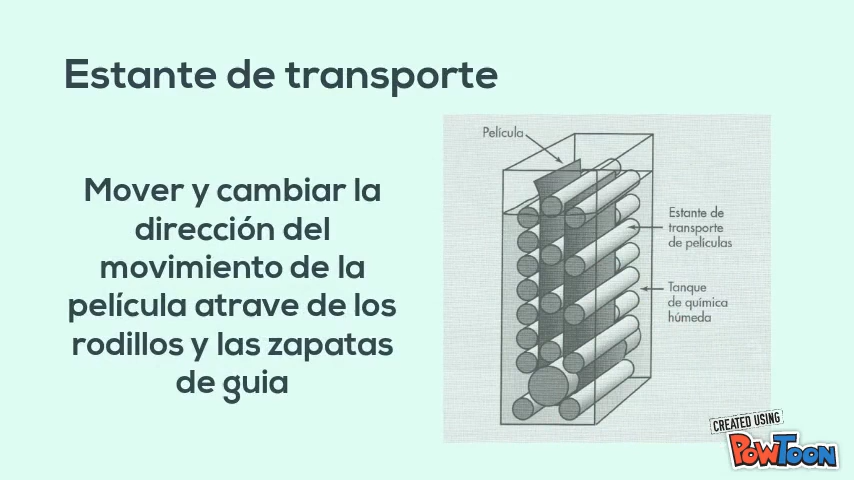 Estante de transporte
Mover y cambiar la
dirección del
movimiento de la
película atrave de los
rodillos y las zapatas
de guia
Película
Estante de
transporte
de películas
Tanque
de química
húmeda
CREATED USING
POWTOON